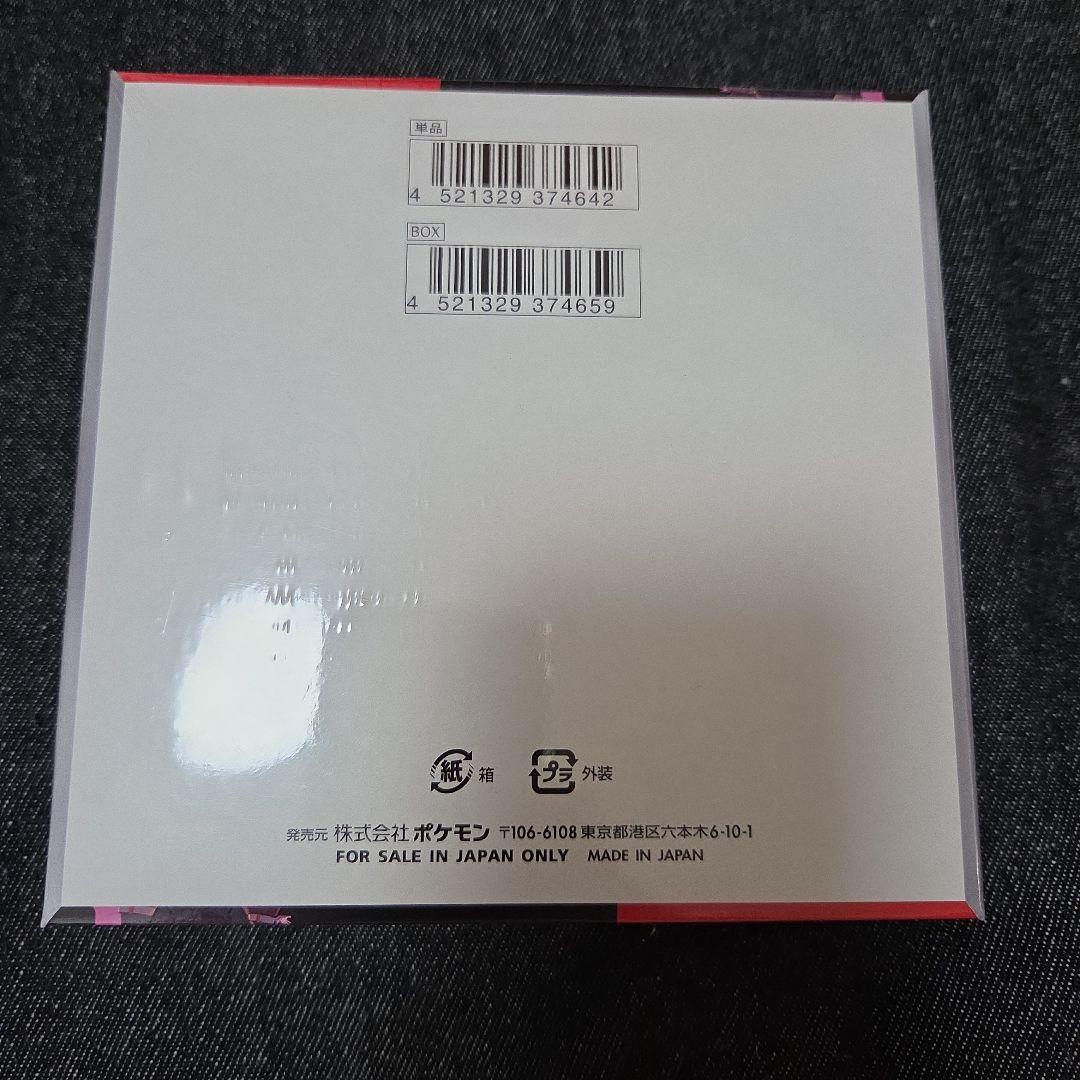 単品
4 521329 374642
BOX
4 521329 374659
紙 箱 プラ 外装
発売元 株式会社 ポケモン 〒106-6108 東京都港区六本木6-10-1
FOR SALE IN JAPAN ONLY MADE IN JAPAN